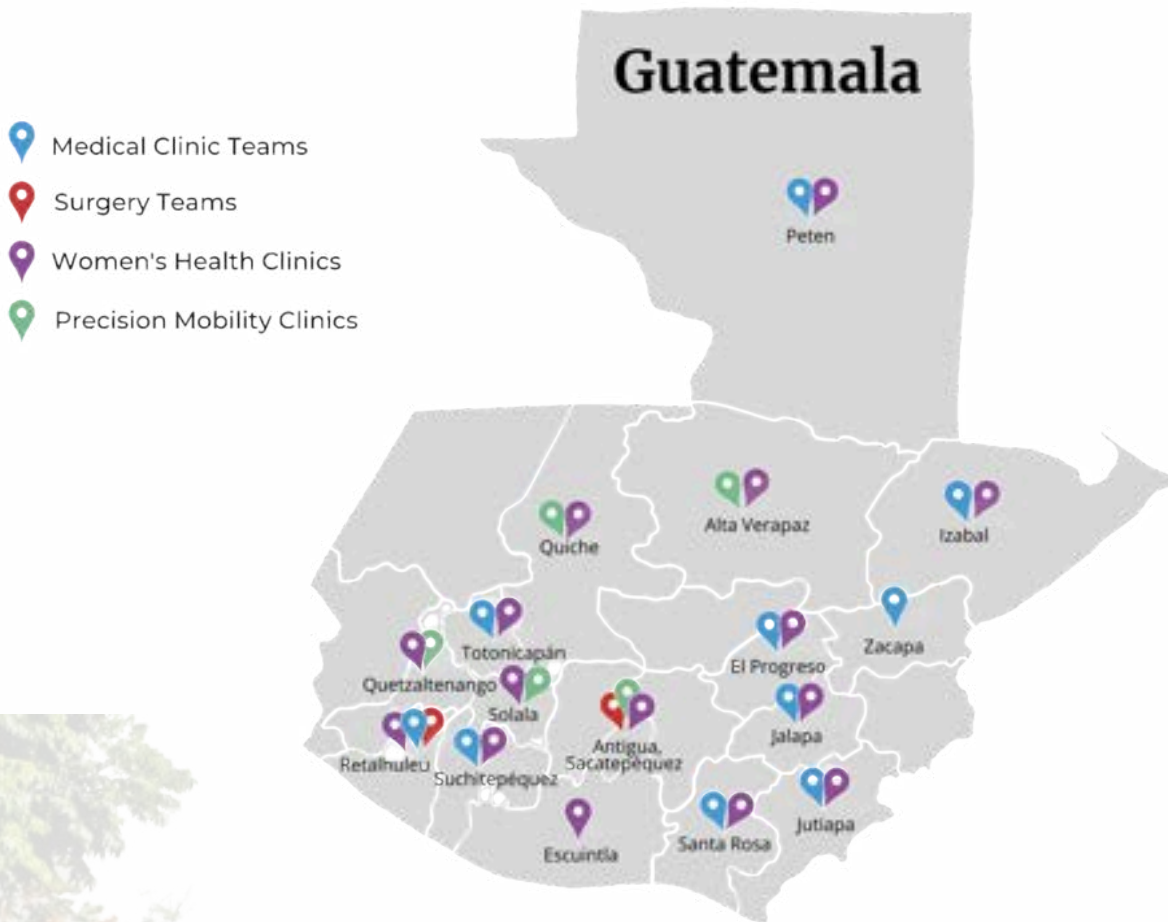 Guatemala
Medical Clinic Teams
Surgery Teams
Women's Health Clinics
Precision Mobility Clinics
Peten
Alta Verapaz
Izabal
Quiche
Zacapa
Totonicapán
El Progreso
Quetzaltenango
Solala
Jalapa
Antigua,
Sacatepéquez
Retalhuleu
Suchitepéquez
Jutiapa
Santa Rosa
Escuintla